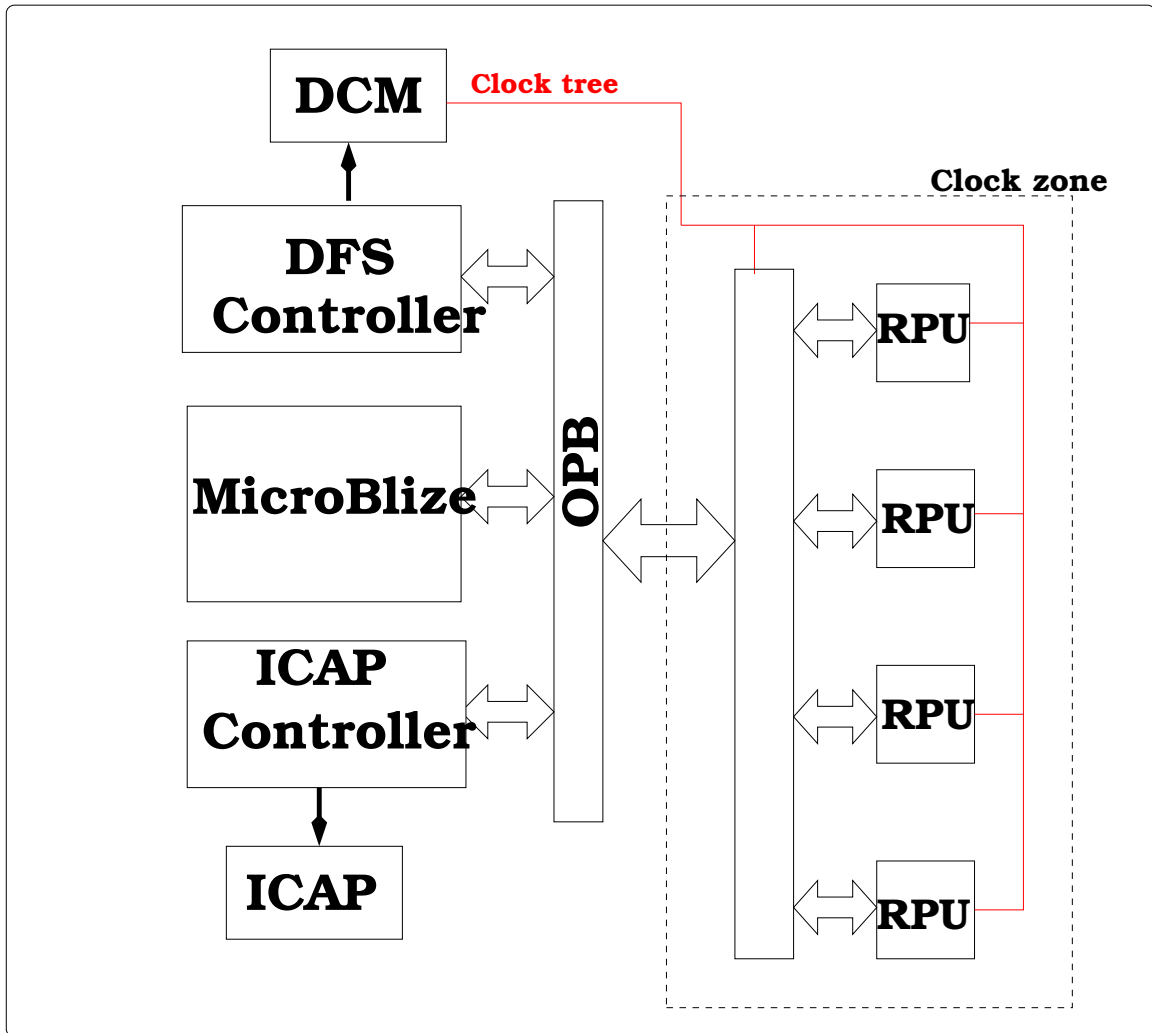 DCM
Clock tree
Clock zone
DFS
Controller
RPU
OPB
MicroBlize
RPU
ICAP
Controller
RPU
ICAP
RPU